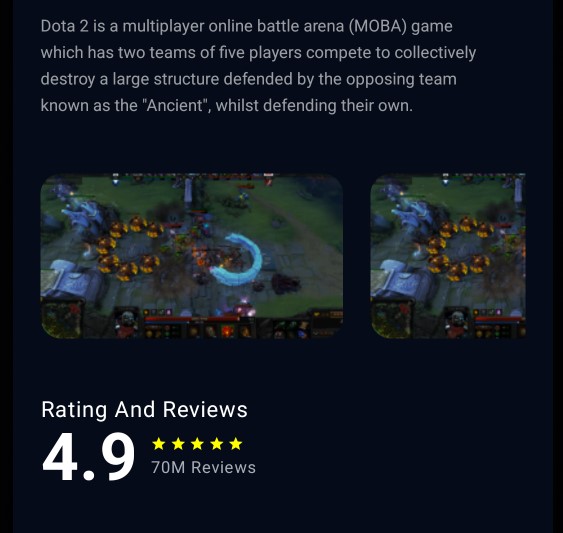 Dota 2 is a multiplayer online battle arena (MOBA) game
which has two teams of five players compete to collectively
destroy a large structure defended by the opposing team
known as the "Ancient", whilst defending their own.
Rating And Reviews
4.9
70M Reviews